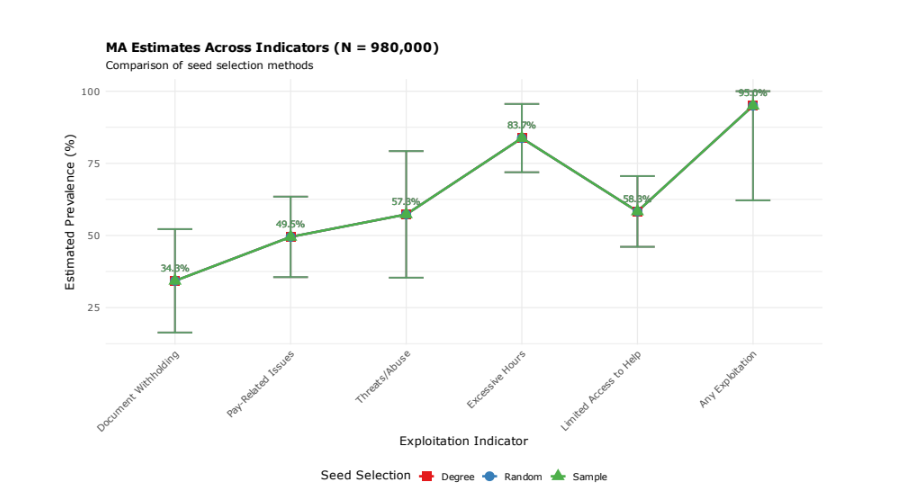 MA Estimates Across Indicators (N = 980,000)
Comparison of seed selection methods
Estimated Prevalence (%)
100
75
50
25
34.3%
49.5%
57.3%
83.7%
58.3%
95.0%
Document Withholding
Pay-Related Issues
Threats/Abuse
Excessive Hours
Limited Access to Help
Any Exploitation
Exploitation Indicator
Seed Selection Degree Random Sample